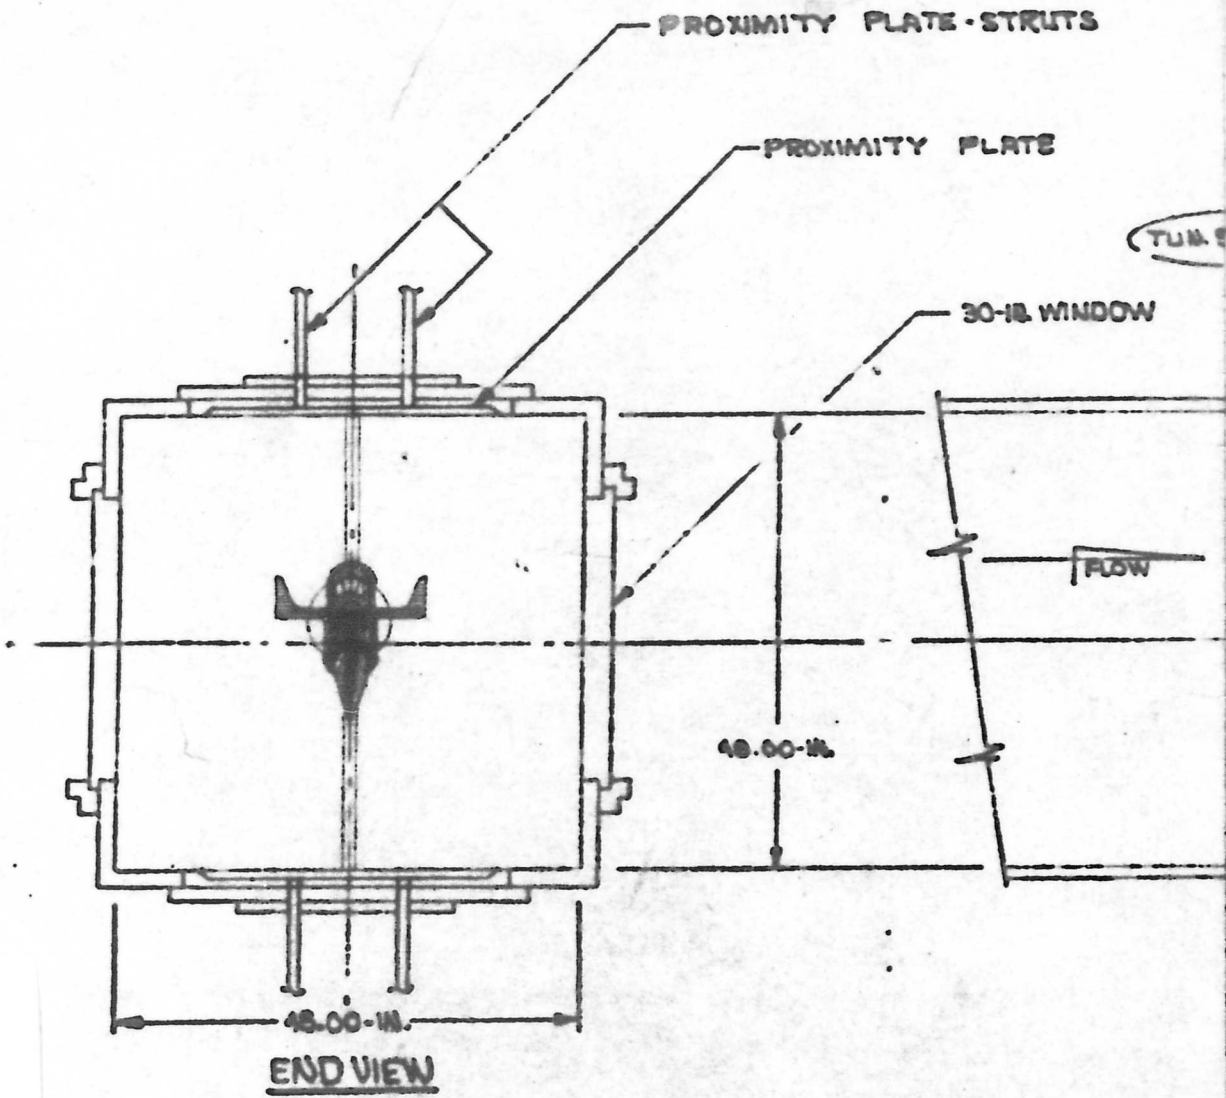 PROXIMITY PLATE-STRUTS
PROXIMITY PLATE
30-IN. WINDOW
FLOW
48.00-IN.
48.00-IN.
END VIEW